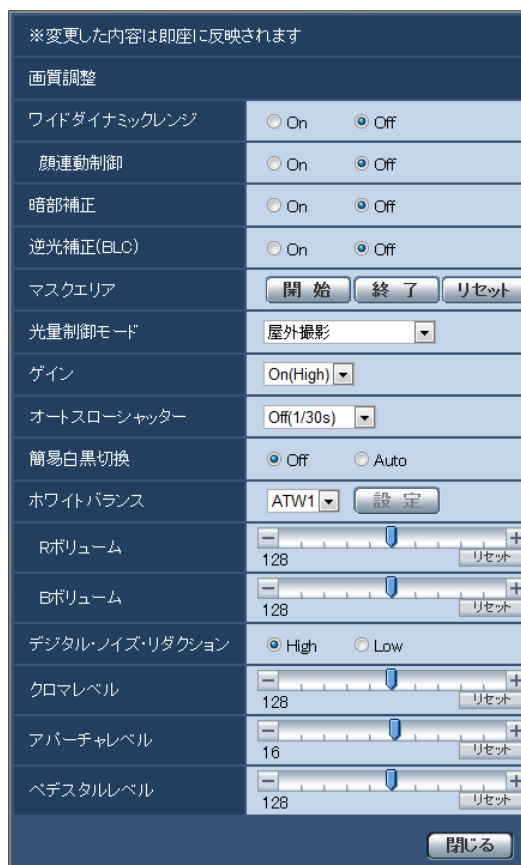 ※変更した内容は即座に反映されます
画質調整
ワイドダイナミックレンジ On Off
顔連動制御 On Off
暗部補正 On Off
逆光補正(BLC) On Off
マスクエリア 開始 終了 リセット
光量制御モード 屋外撮影
ゲイン On(High)
オートスローシャッター Off(1/30s)
簡易白黒切換 Off Auto
ホワイトバランス ATW1 設定
Rボリューム 128 リセット
Bボリューム 128 リセット
デジタル・ノイズ・リダクション High Low
クロマレベル 128 リセット
アパーチャレベル 16 リセット
ペデスタルレベル 128 リセット
閉じる